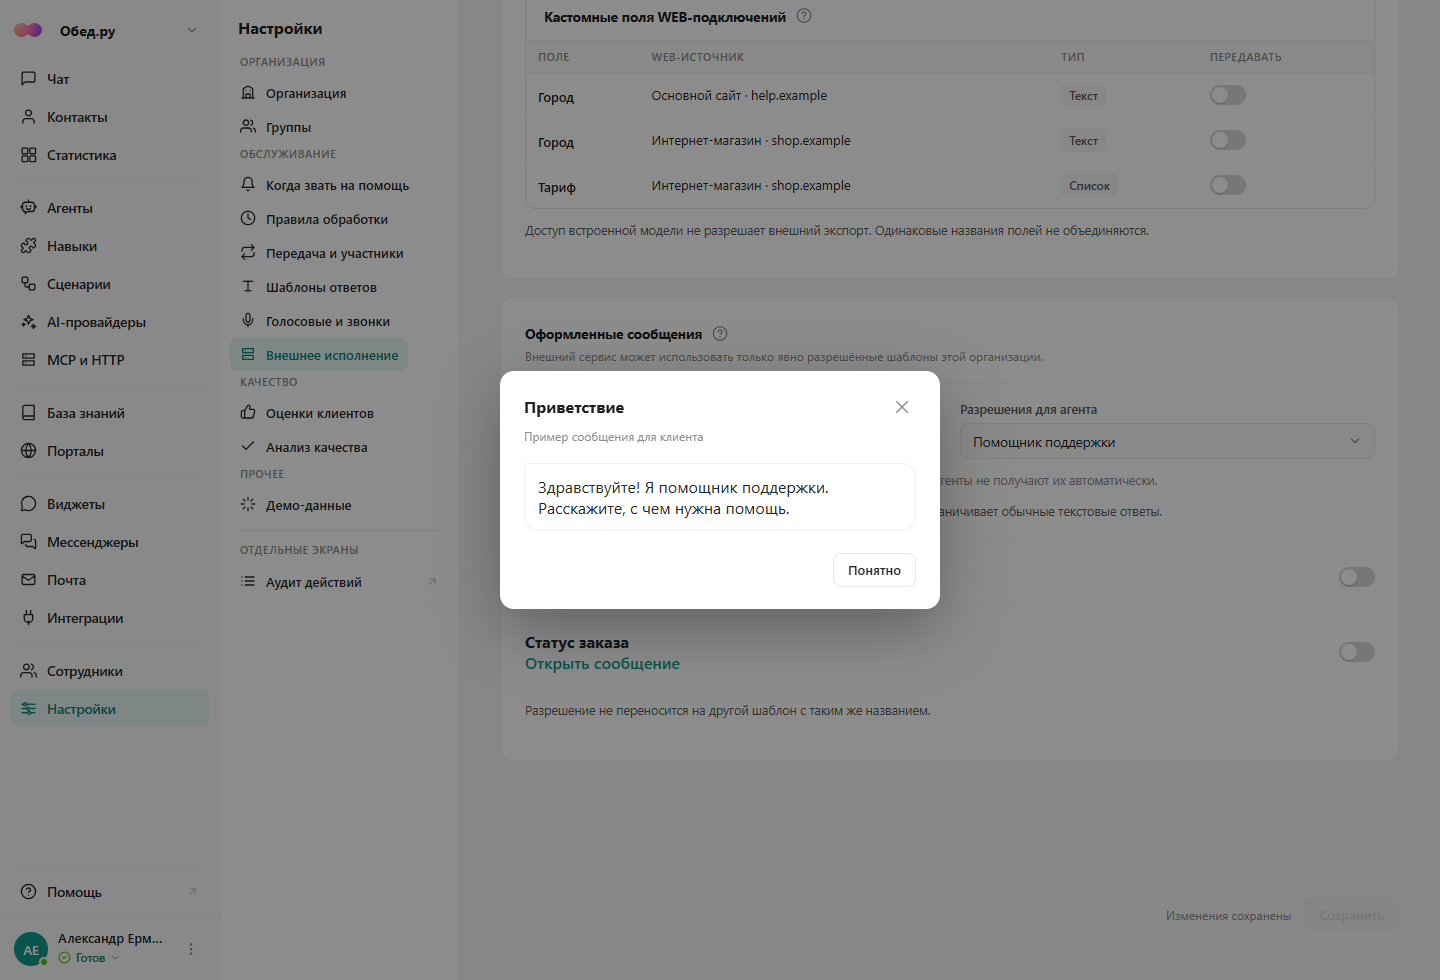 Обед.ру
Чат
Контакты
Статистика
Агенты
Навыки
Сценарии
AI-провайдеры
MCP и HTTP
База знаний
Порталы
Виджеты
Мессенджеры
Почта
Интеграции
Сотрудники
Настройки
Помощь
AE
Александр Ерм...
Готов
Настройки
ОРГАНИЗАЦИЯ
Организация
Группы
ОБСЛУЖИВАНИЕ
Когда звать на помощь
Правила обработки
Передача и участники
Шаблоны ответов
Голосовые и звонки
Внешнее исполнение
КАЧЕСТВО
Оценки клиентов
Анализ качества
ПРОЧЕЕ
Демо-данные
ОТДЕЛЬНЫЕ ЭКРАНЫ
Аудит действий
Кастомные поля WEB-подключений
ПОЛЕ WEB-ИСТОЧНИК ТИП ПЕРЕДАВАТЬ
Город Основной сайт · help.example Текст
Город Интернет-магазин · shop.example Текст
Тариф Интернет-магазин · shop.example Список
Доступ встроенной модели не разрешает внешний экспорт. Одинаковые названия полей не объединяются.
Оформленные сообщения
Внешний сервис может использовать только явно разрешённые шаблоны этой организации.
Разрешения для агента
Помощник поддержки
генты не получают их автоматически.
аничивает обычные текстовые ответы.
Приветствие
Пример сообщения для клиента
Здравствуйте! Я помощник поддержки.
Расскажите, с чем нужна помощь.
Понятно
Статус заказа
Открыть сообщение
Разрешение не переносится на другой шаблон с таким же названием.
Изменения сохранены
Сохранить